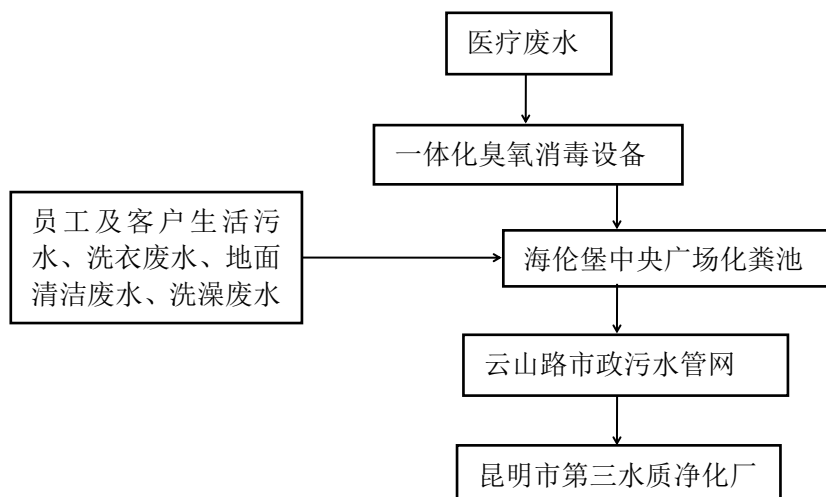 医疗废水
一体化臭氧消毒设备
员工及客户生活污
水、洗衣废水、地面
清洁废水、洗澡废水
海伦堡中央广场化粪池
云山路市政污水管网
昆明市第三水质净化厂